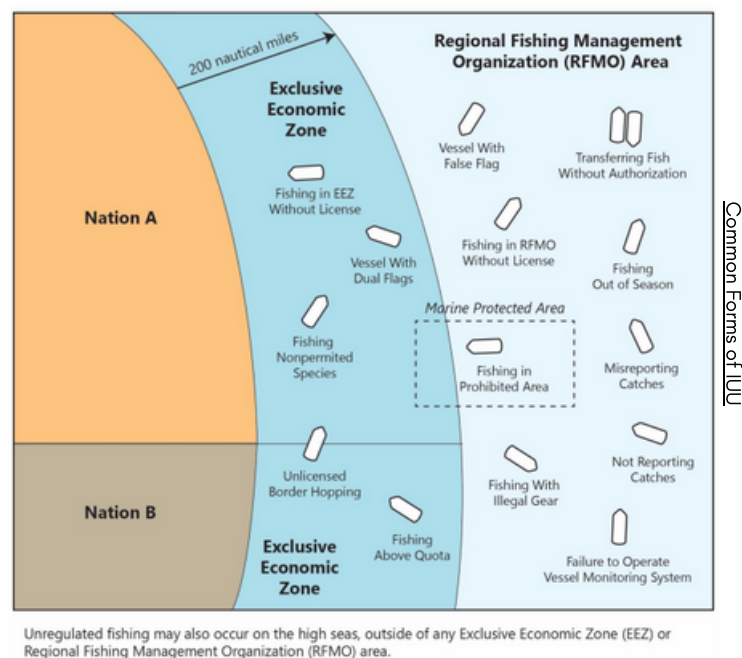 200 nautical miles
Regional Fishing Management
Organization (RFMO) Area
Exclusive
Economic
Zone
Vessel With
False Flag
Transferring Fish
Without Authorization
Fishing in EEZ
Without License
Nation A
Vessel With
Dual Flags
Fishing in RFMO
Without License
Fishing
Out of Season
Marine Protected Area
Fishing
Nonpermited
Species
Fishing in
Prohibited Area
Misreporting
Catches
Unlicensed
Border Hopping
Fishing With
Illegal Gear
Not Reporting
Catches
Nation B
Fishing
Above Quota
Exclusive
Economic
Zone
Failure to Operate
Vessel Monitoring System
Common Forms of IUU
Unregulated fishing may also occur on the high seas, outside of any Exclusive Economic Zone (EEZ) or
Regional Fishing Management Organization (RFMO) area.